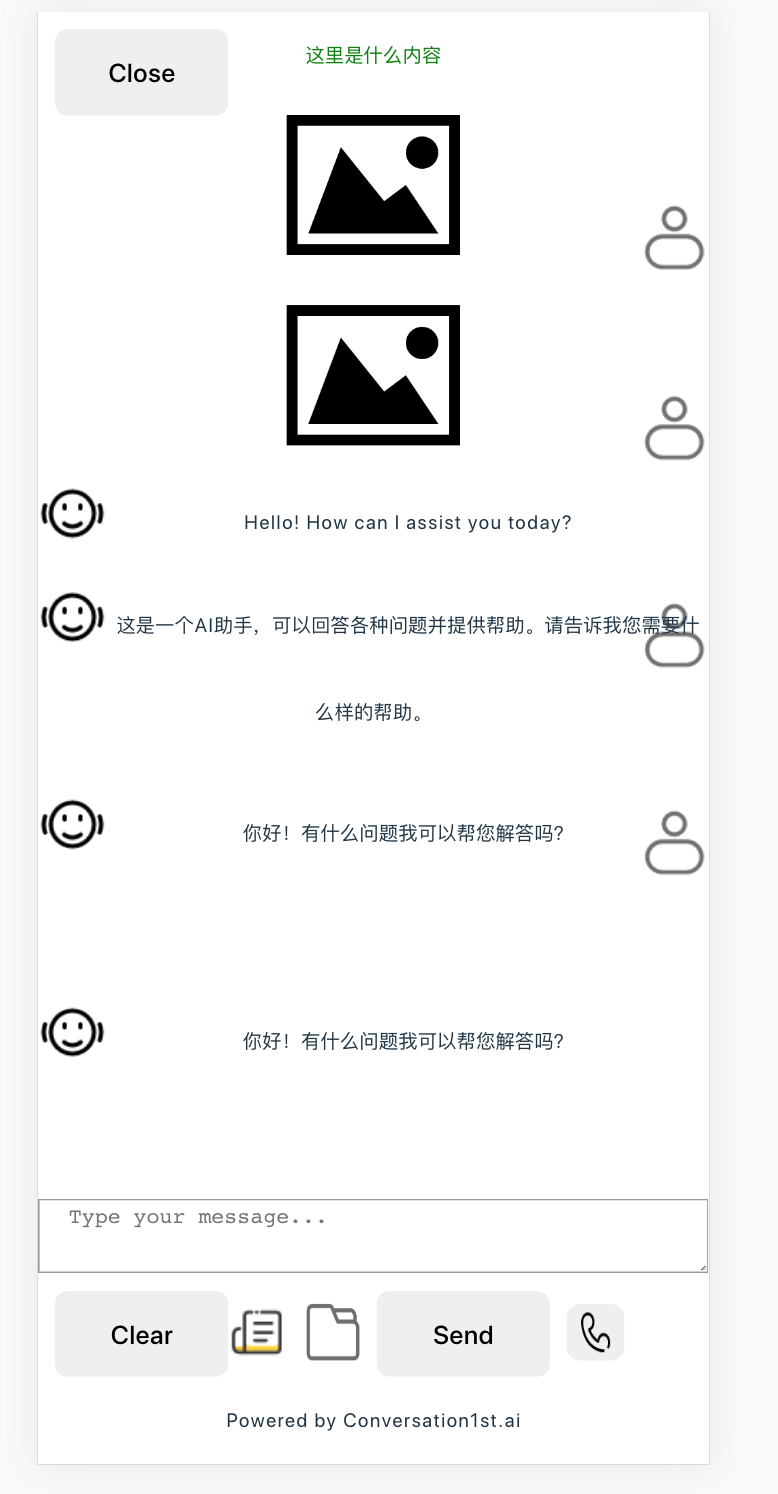 Close
这里是什么内容
Hello! How can I assist you today?
这是一个AI助手，可以回答各种问题并提供帮助。请告诉我您需要什
么样的帮助。
你好！有什么问题我可以帮您解答吗?
你好！有什么问题我可以帮您解答吗?
Type your message...
Clear
Send
Powered by Conversation1st.ai